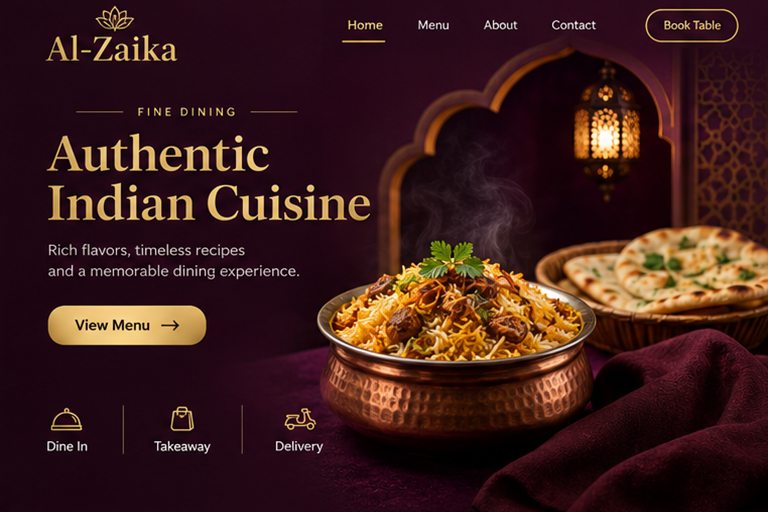 Al-Zaika
Home
Menu
About
Contact
Book Table
FINE DINING
Authentic
Indian Cuisine
Rich flavors, timeless recipes
and a memorable dining experience.
View Menu
Dine In
Takeaway
Delivery